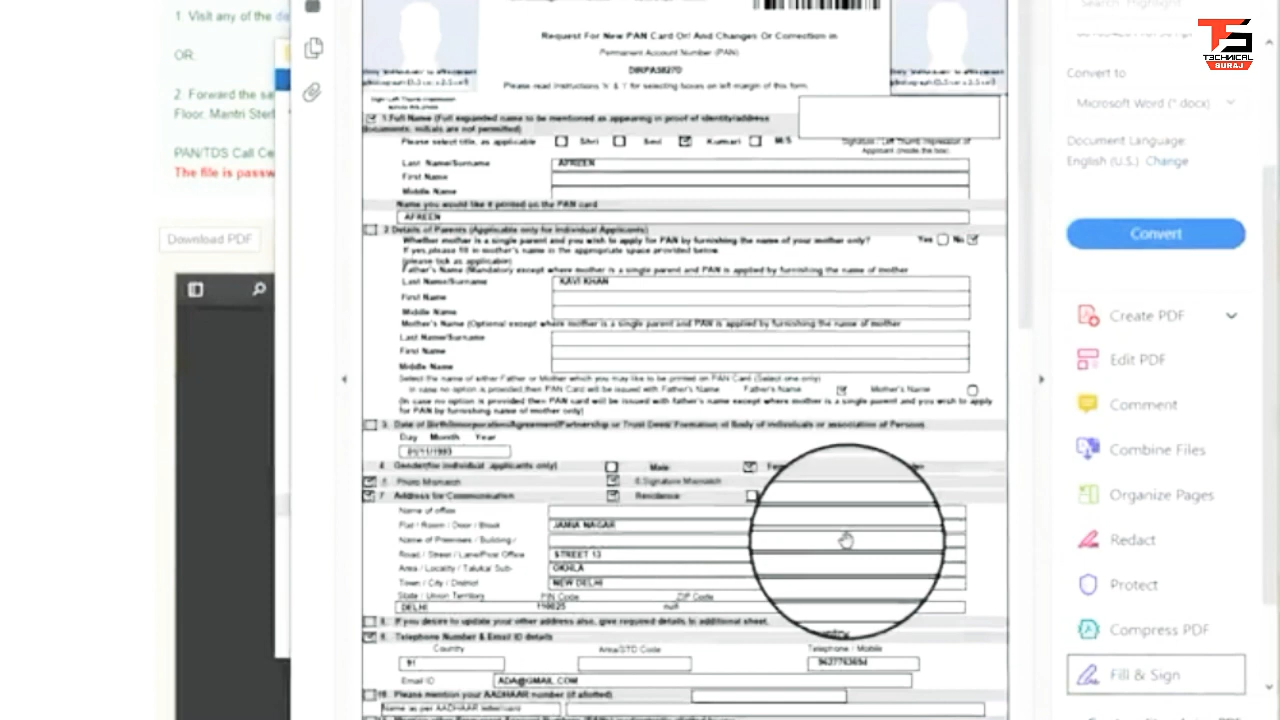 1. Visit any of the
OR
2. Forward the
Floor, Mantri
PAN/TDS Call
The file is
Download PDF
Request For New PAN Card Or/ And Changes Or Correction in
Permanent Account Number (PAN)
for selecting boxes on left margin of this form.
1.Full Name (Full expanded name to be mentioned as appearing in proof of identity/address
documents: initials are not permitted)
Please select title, as applicable Shri Smt Kumari M/S
Signature / Left Thumb Impression of
Applicant (inside the box)
Last Name/Surname AFREEN
First Name
Middle Name
Name you would like it printed on the PAN card
AFREEN
2.Details of Parents (Applicable only for Individual Applicants)
Whether mother is a single parent and you wish to apply for PAN by furnishing the name of your mother only? Yes No
If yes,please fill in mother's name in the appropriate space provided below.
(please tick as applicable)
Father's Name (Mandatory except where mother is a single parent and PAN is applied by furnishing the name of mother
Last Name/Surname KAVI KHAN
First Name
Middle Name
Mother's Name (Optional except where mother is a single parent and PAN is applied by furnishing the name of mother
Last Name/Surname
First Name
Middle Name
Select the name of either Father or Mother which you may like to be printed on PAN Card (Select one only)
In case no option is provided,then PAN Card will be issued with Father's Name Father's Name Mother's Name
(In case no option is provided then PAN card will be issued with father's name except where mother is a single parent and you wish to apply
for PAN by furnishing name of mother only)
3. Date of Birth/Incorporation/Agreement/Partnership or Trust Deed/ Formation of Body of individuals or association of Persons
Day Month Year
01/11/1993
4. Gender(for individual applicants only) Male
5 Photo Mismatch 6.Signature Mismatch
7 Address for Communication Residence
Name of office
Flat / Room / Door / Block JAMIA NAGAR
Name of Premises / Building /
Road / Street / Lane/Post Office STREET 13
Area / Locality / Taluka/ Sub- OKHLA
Town / City / District NEW DELHI
State / Union Territory PIN Code ZIP Code
DELHI 110025 null
8. If you desire to update your other address also, give required details in additional sheet.
Telephone Number & Email ID details
Country Area/STD Code Telephone / Mobile
91
Email ID ADA@GMAIL.COM
10. Please mention your AADHAAR number (if allotted)
Name as per AADHAAR letter/card
Convert to
Microsoft Word (*.docx)
Document Language:
English (U.S.) Change
Convert
Create PDF
Edit PDF
Comment
Combine Files
Organize Pages
Redact
Protect
Compress PDF
Fill & Sign
TS
TECHNICAL
SURAJ